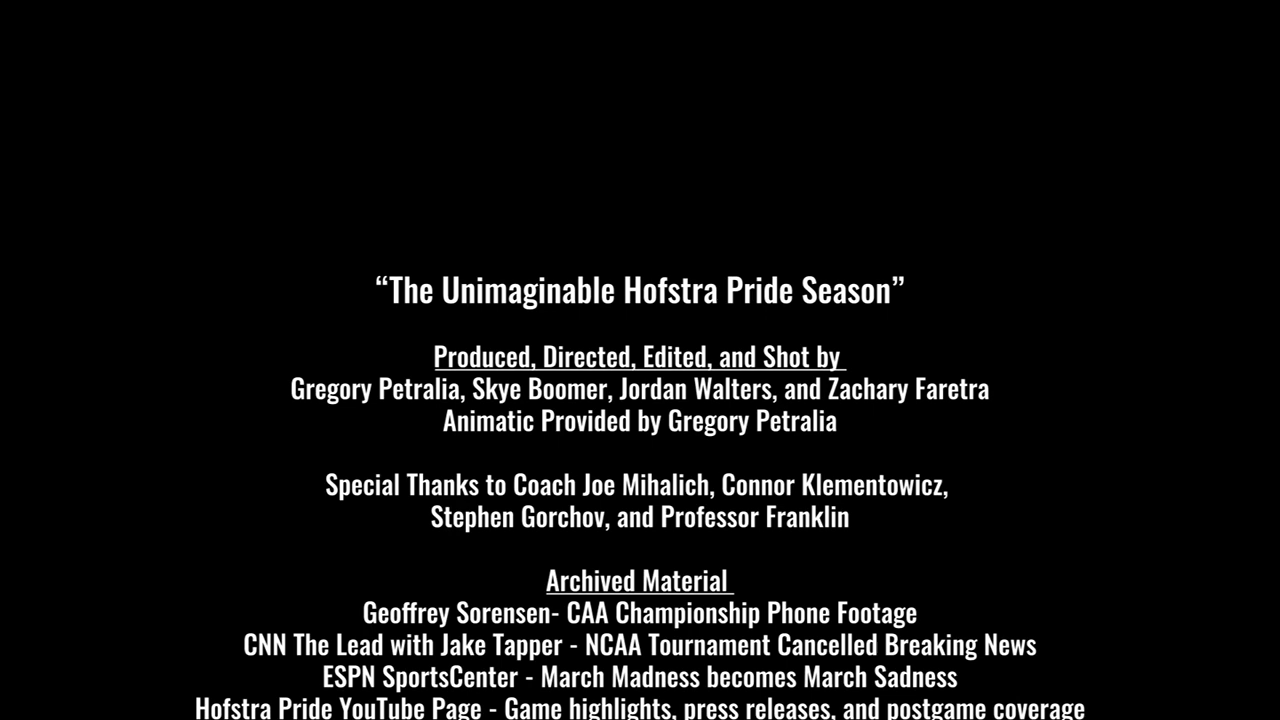 “The Unimaginable Hofstra Pride Season”
Produced, Directed, Edited, and Shot by
Gregory Petralia, Skye Boomer, Jordan Walters, and Zachary Faretra
Animatic Provided by Gregory Petralia
Special Thanks to Coach Joe Mihalich, Connor Klementowicz,
Stephen Gorchov, and Professor Franklin
Archived Material
Geoffrey Sorensen- CAA Championship Phone Footage
CNN The Lead with Jake Tapper - NCAA Tournament Cancelled Breaking News
ESPN SportsCenter - March Madness becomes March Sadness
Hofstra Pride YouTube Page - Game highlights, press releases, and postgame coverage